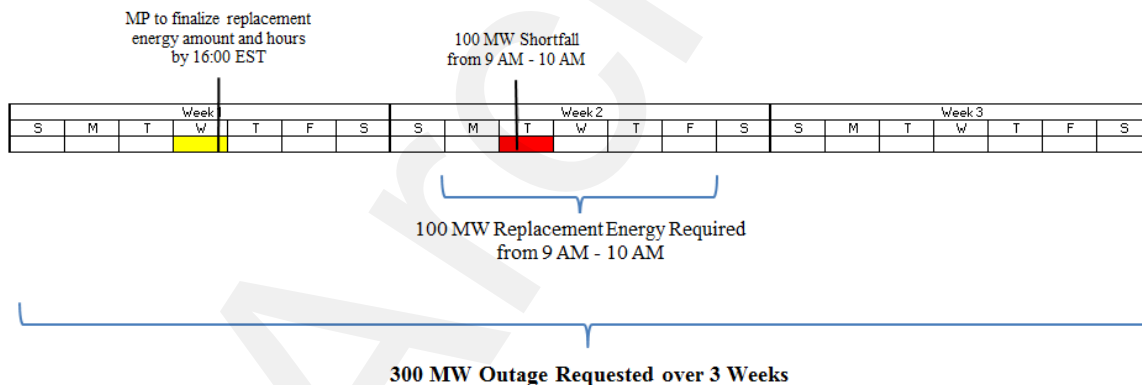 MP to finalize replacement
energy amount and hours
by 16:00 EST
100 MW Shortfall
from 9 AM - 10 AM
Week 1 Week 2 Week 3
S M T W T F S S M T W T F S S M T W T F S
100 MW Replacement Energy Required
from 9 AM - 10 AM
300 MW Outage Requested over 3 Weeks